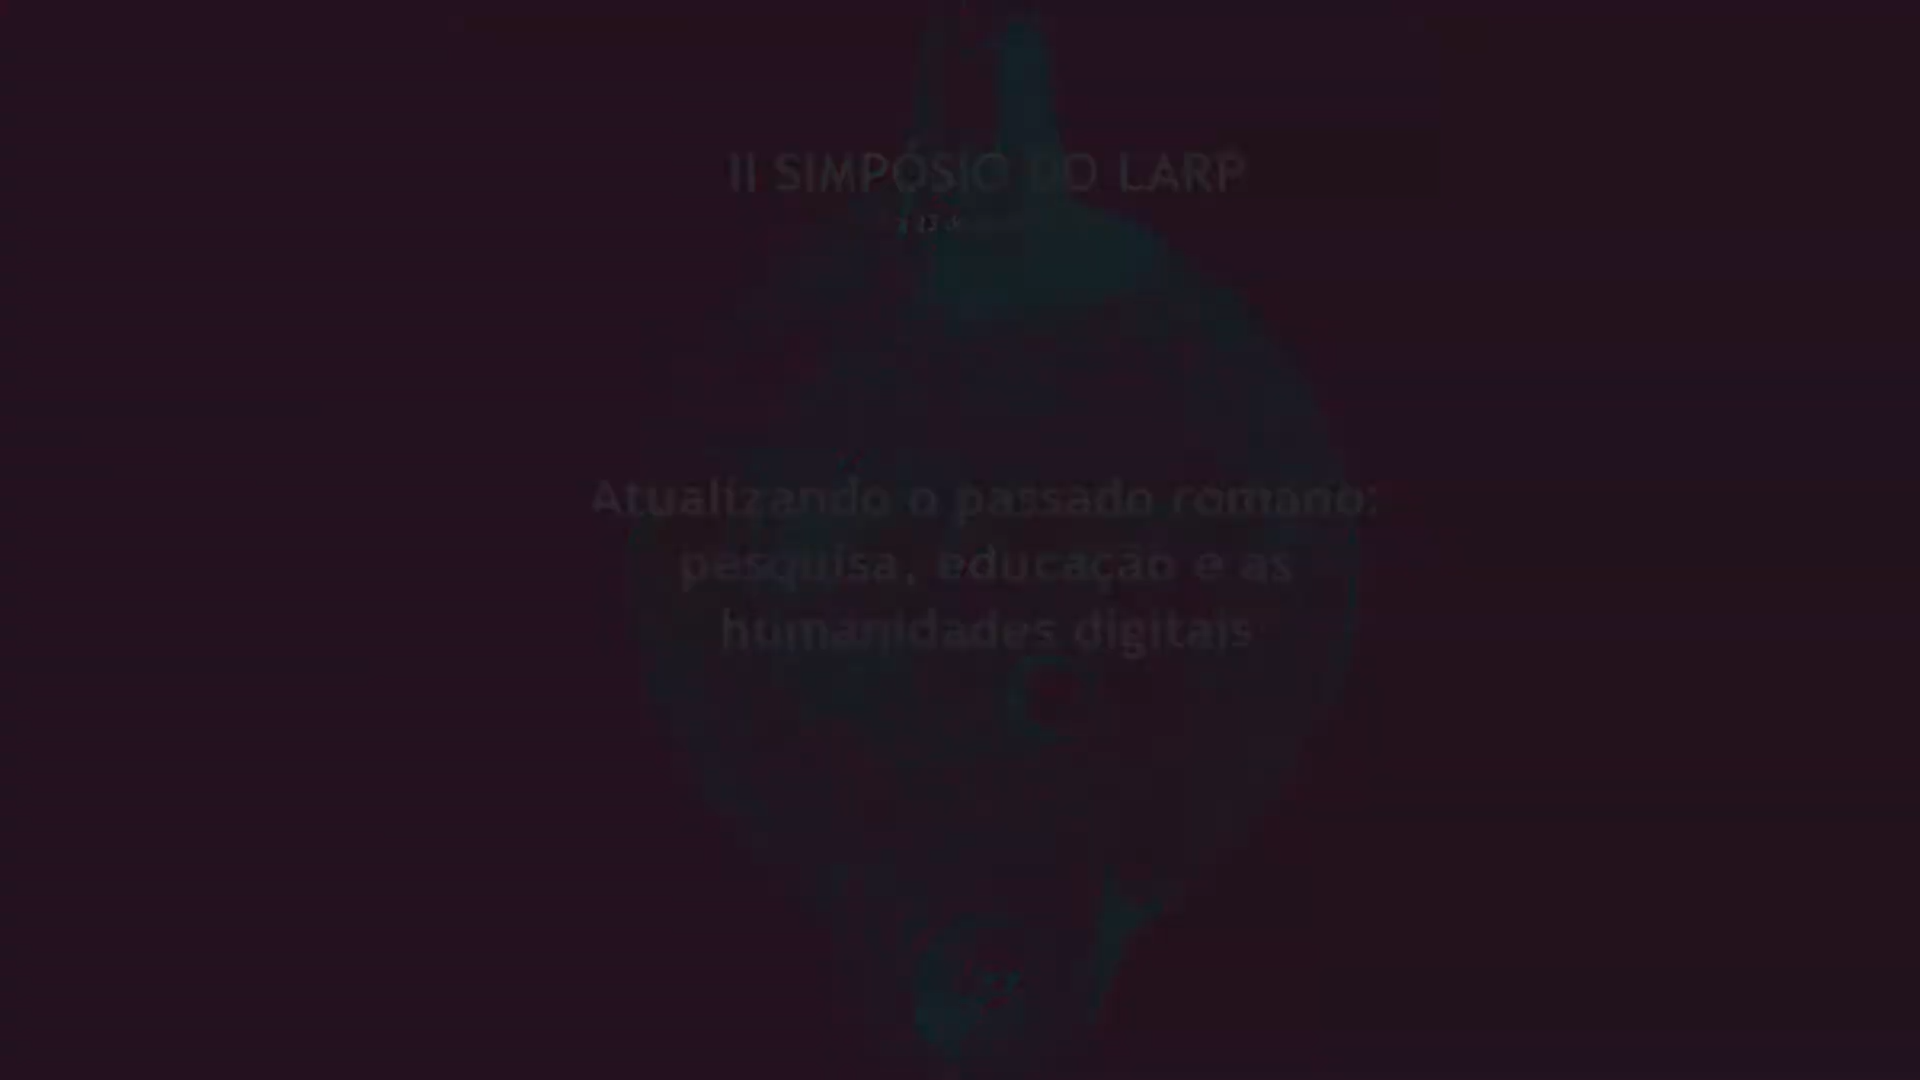 II SIMPÓSIO DO LARP
Atualizando o passado romano:
pesquisa, educação e as
humanidades digitais